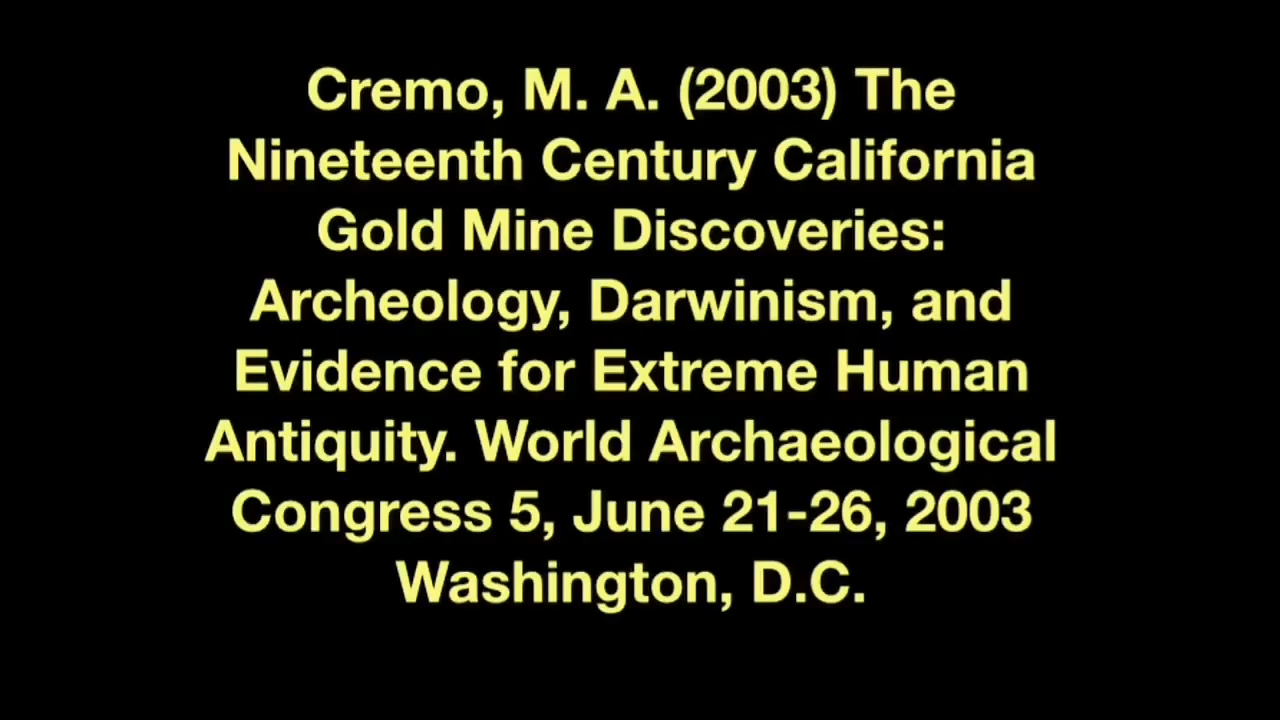 Cremo, M. A. (2003) The
Nineteenth Century California
Gold Mine Discoveries:
Archeology, Darwinism, and
Evidence for Extreme Human
Antiquity. World Archaeological
Congress 5, June 21-26, 2003
Washington, D.C.